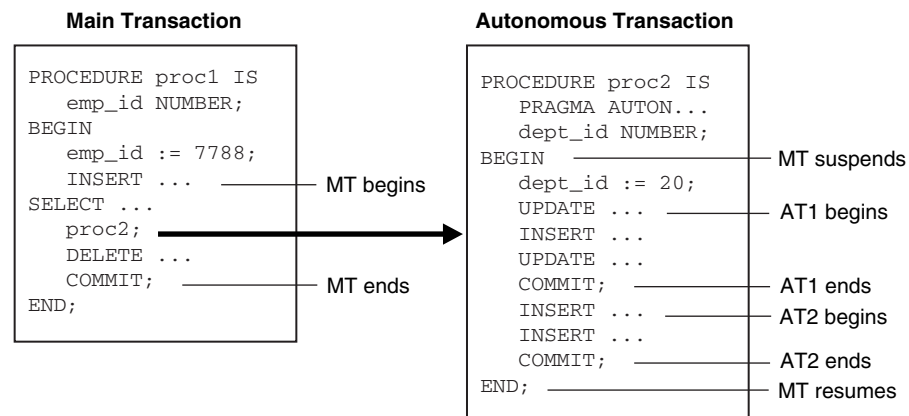 Main Transaction
PROCEDURE proc1 IS
emp_id NUMBER;
BEGIN
emp_id := 7788;
INSERT ...
MT begins
SELECT ...
proc2;
DELETE ...
COMMIT;
MT ends
END;
Autonomous Transaction
PROCEDURE proc2 IS
PRAGMA AUTON...
dept_id NUMBER;
BEGIN
MT suspends
dept_id := 20;
UPDATE ...
AT1 begins
INSERT ...
UPDATE ...
COMMIT;
AT1 ends
INSERT ...
AT2 begins
INSERT ...
COMMIT;
AT2 ends
END;
MT resumes